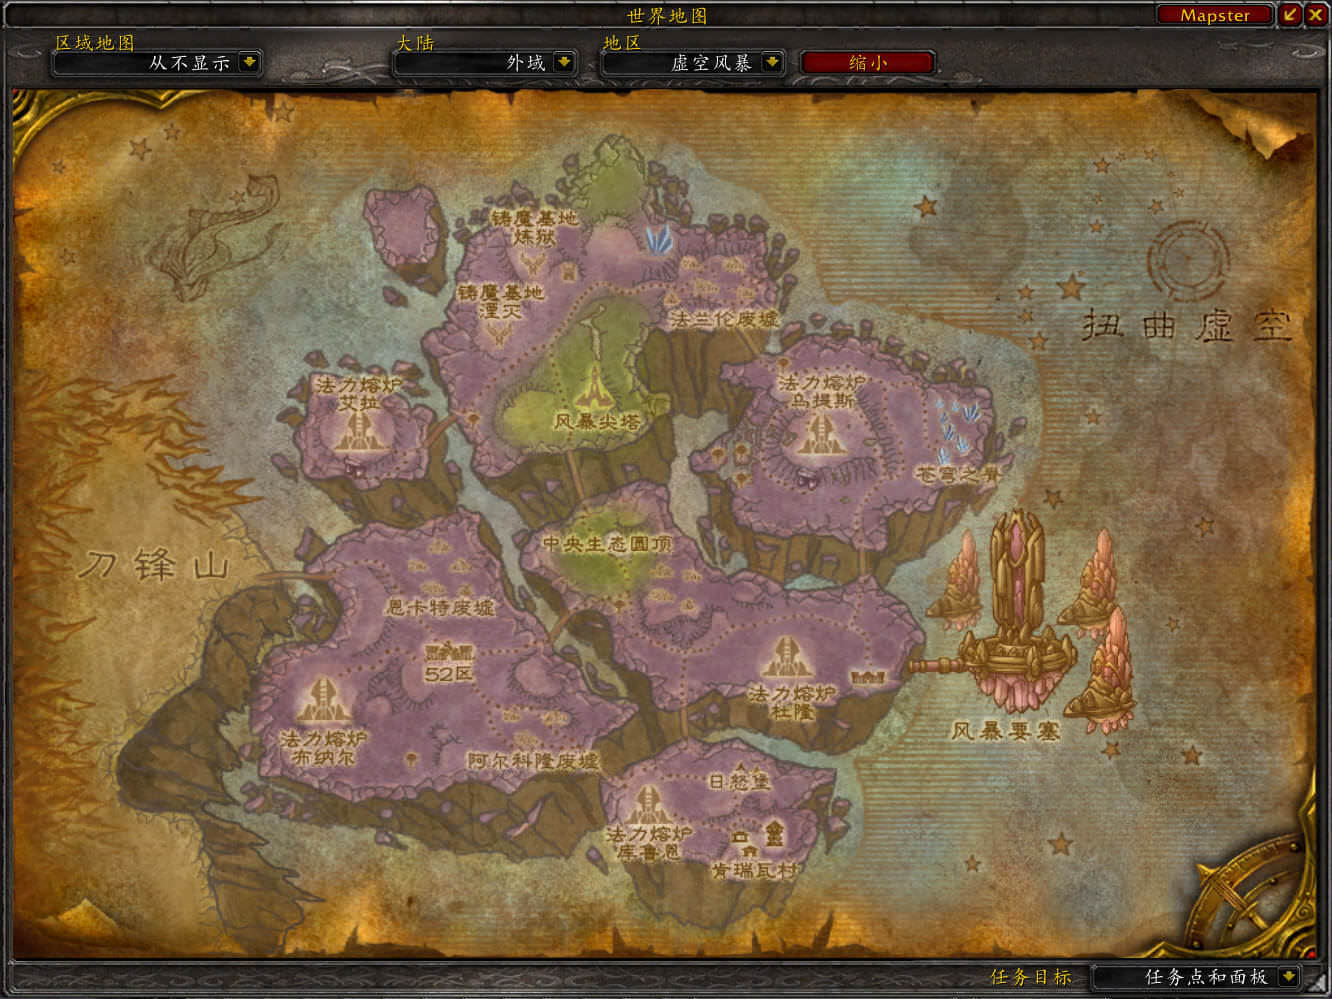 世界地图
Mapster
区域地图
大陆
地区
从不显示
外域
虚空风暴
缩小
铸魔基地
炼狱
铸魔基地
湮灭
法兰伦废墟
扭曲虚空
法力熔炉
艾拉
法力熔炉
乌提斯
风暴尖塔
苍穹之脊
中央生态圆顶
刀锋山
恩卡特废墟
52区
法力熔炉
杜隆
风暴要塞
法力熔炉
布纳尔
阿尔科隆废墟
日怒堡
法力熔炉
库鲁恩
肯瑞瓦村
任务目标
任务点和面板